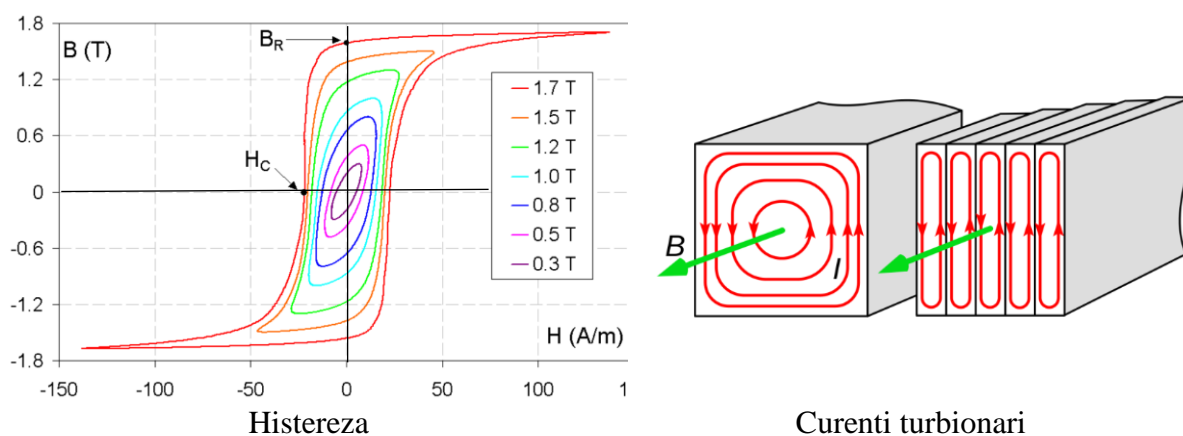 1.8
B (T)
B_R
1.2
0.6
H_C
0
-0.6
-1.2
-1.8
1.7 T
1.5 T
1.2 T
1.0 T
0.8 T
0.5 T
0.3 T
H (A/m)
-150 -100 -50 0 50 100 1
B
I
Histereza
Curenti turbionari